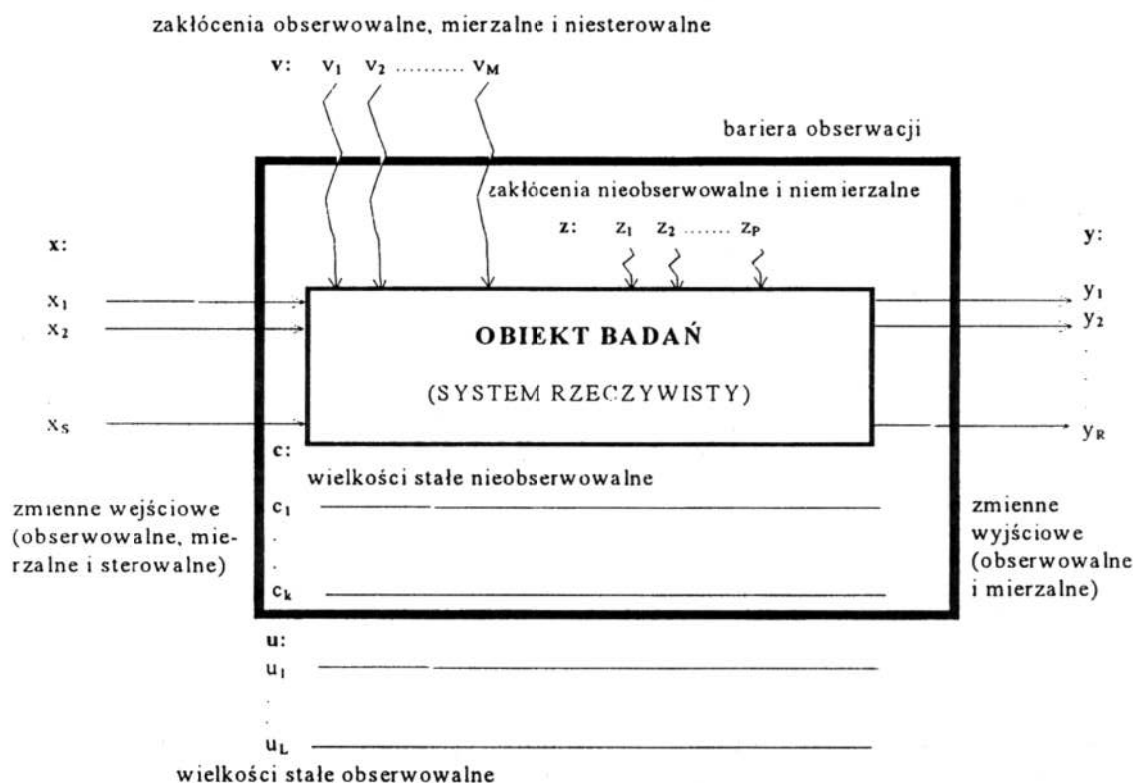 zakłócenia obserwowalne, mierzalne i niesterowalne
v: v1 v2 .......... vM
bariera obserwacji
zakłócenia nieobserwowalne i niemierzalne
z: z1 z2 ....... zP
x:
y:
x1
y1
x2
y2
OBIEKT BADAŃ
(SYSTEM RZECZYWISTY)
xS
yR
c:
wielkości stałe nieobserwowalne
c1
.
.
ck
zmienne wejściowe
(obserwowalne, mie-
rzalne i sterowalne)
zmienne
wyjściowe
(obserwowalne
i mierzalne)
u:
u1
.
.
uL
wielkości stałe obserwowalne